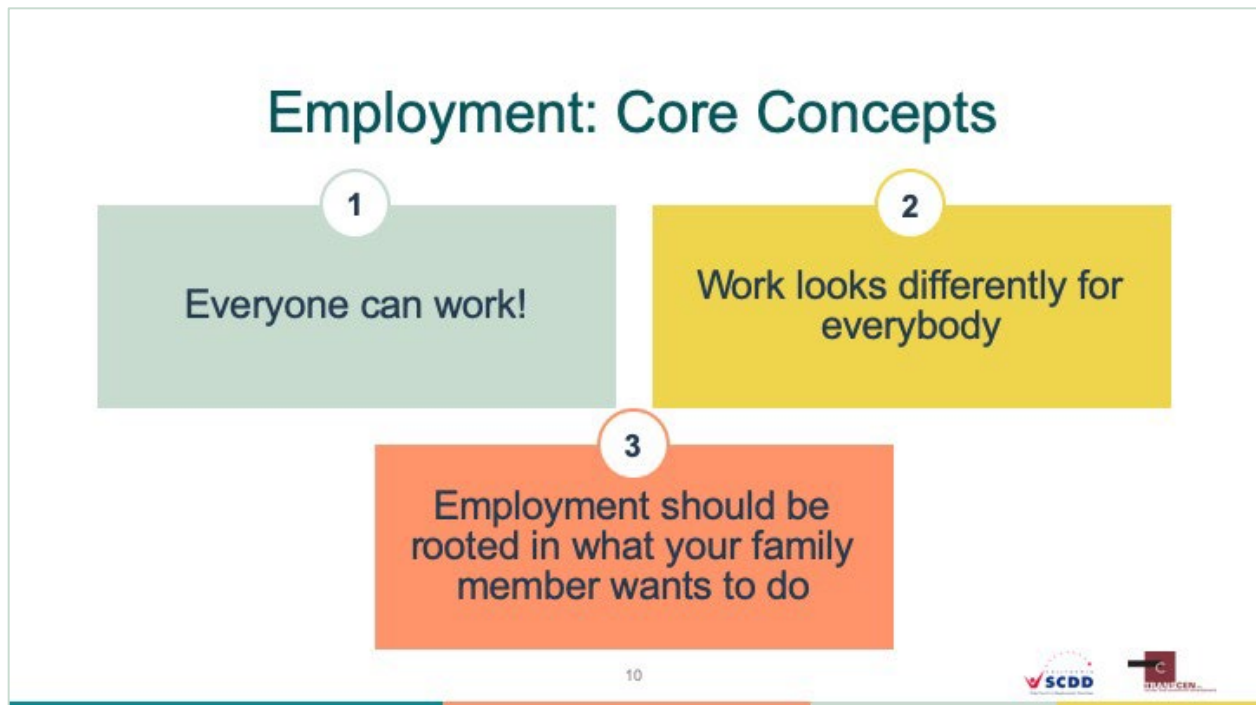 Employment: Core Concepts
1
Everyone can work!
2
Work looks differently for
everybody
3
Employment should be
rooted in what your family
member wants to do
10
SCDD
C